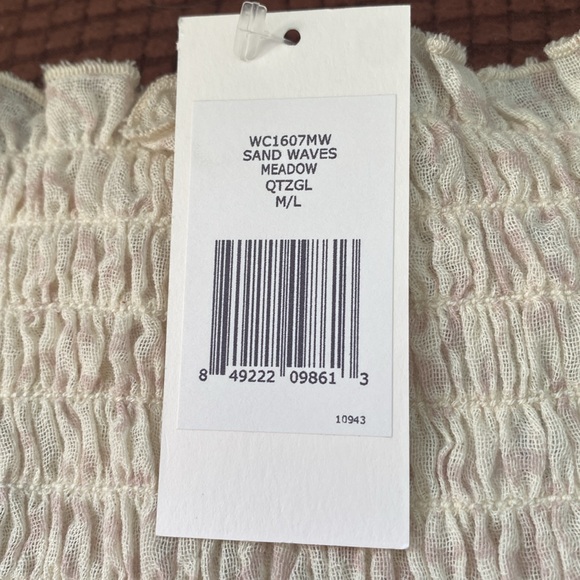 WC1607MW
SAND WAVES
MEADOW
QTZGL
M/L
8 49222 09861 3
10943